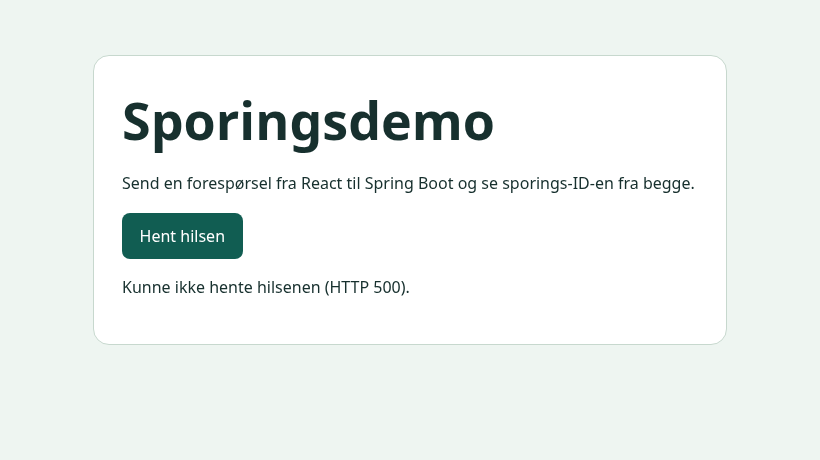 Sporingsdemo
Send en forespørsel fra React til Spring Boot og se sporings-ID-en fra begge.
Hent hilsen
Kunne ikke hente hilsenen (HTTP 500).